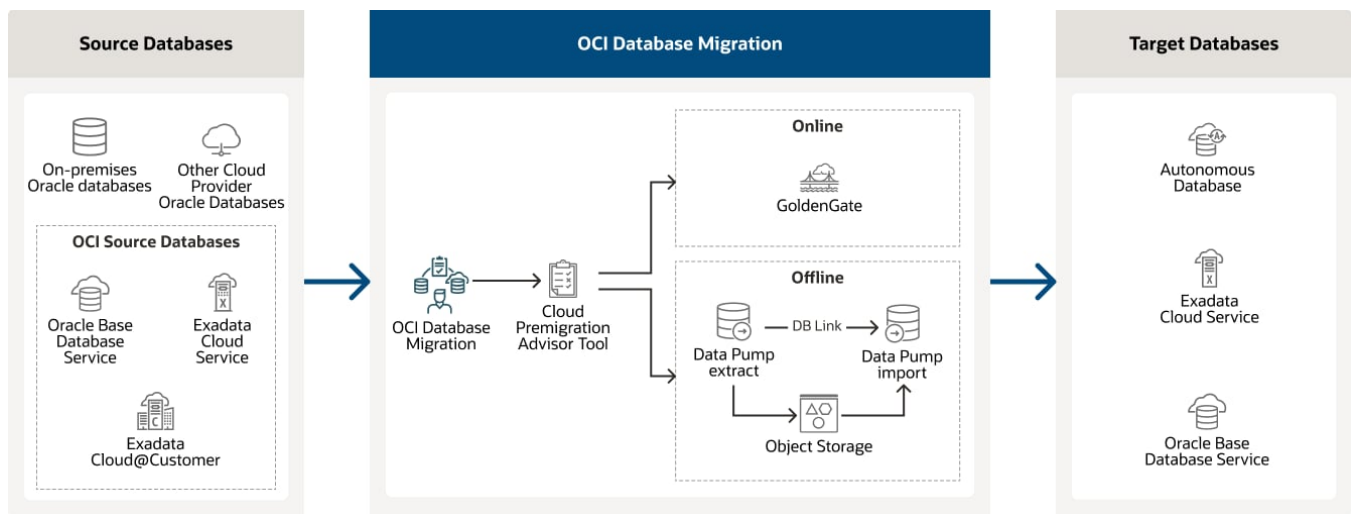 Source Databases
On-premises
Oracle databases
Other Cloud
Provider
Oracle Databases
OCI Source Databases
Oracle Base
Database
Service
Exadata
Cloud
Service
Exadata
Cloud@Customer
OCI Database Migration
OCI Database
Migration
Cloud
Premigration
Advisor Tool
Online
GoldenGate
Offline
Data Pump
extract
DB Link
Data Pump
import
Object Storage
Target Databases
Autonomous
Database
Exadata
Cloud Service
Oracle Base
Database Service